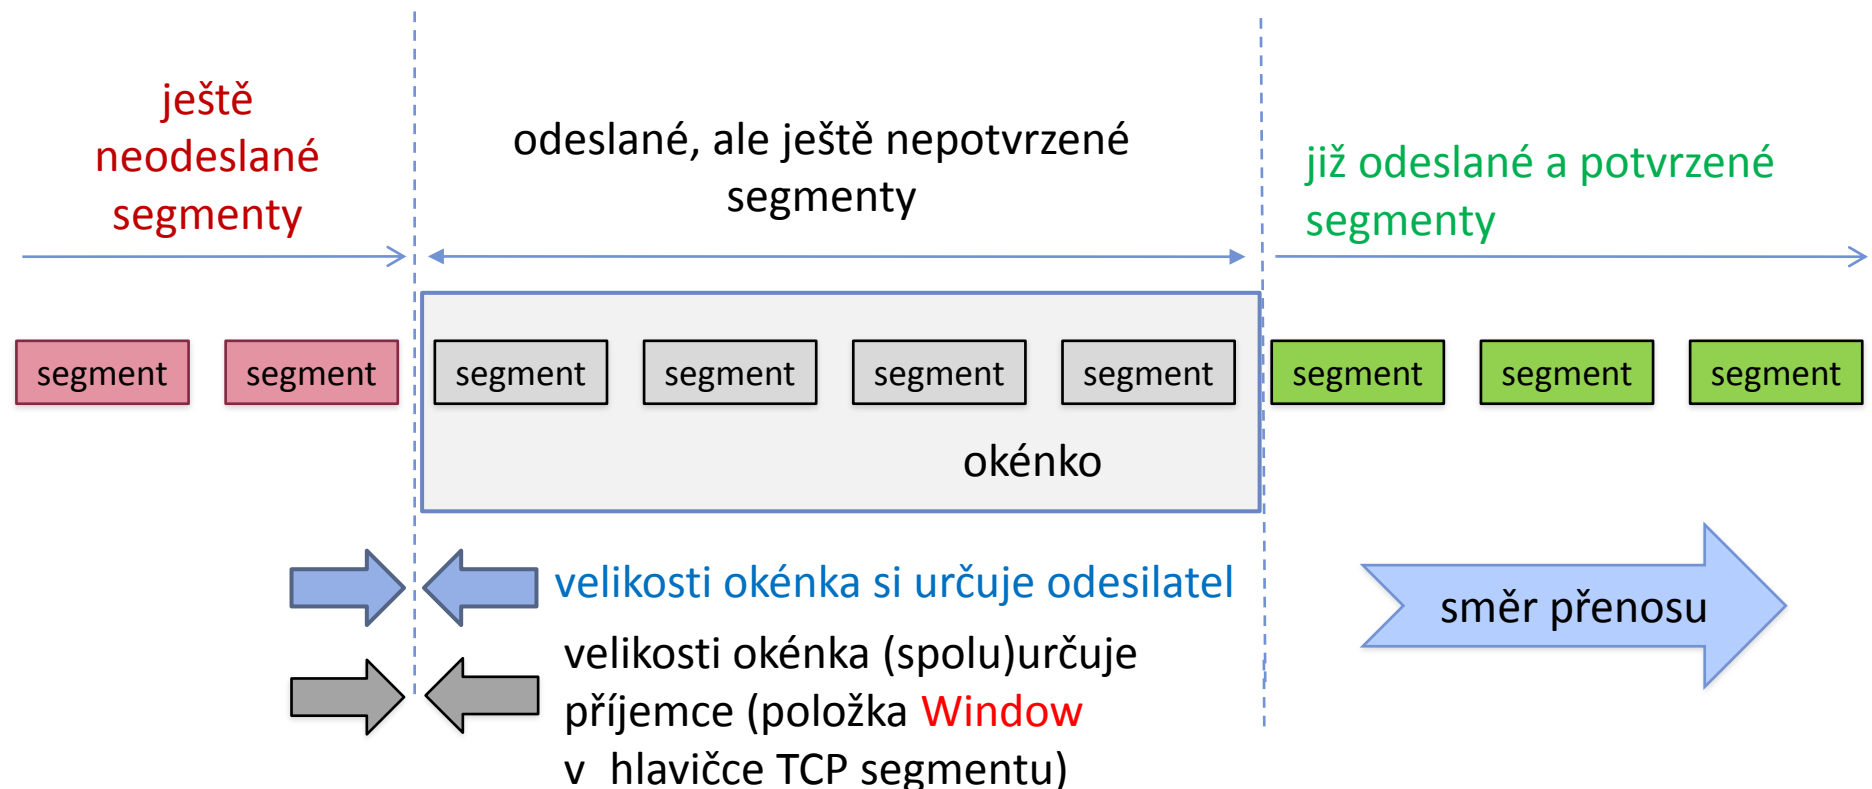 ještě
neodeslané
segmenty
odeslané, ale ještě nepotvrzené
segmenty
již odeslané a potvrzené
segmenty
segment
segment
segment
segment
segment
segment
segment
segment
segment
okénko
velikosti okénka si určuje odesilatel
velikosti okénka (spolu)určuje
příjemce (položka Window
v hlavičce TCP segmentu)
směr přenosu